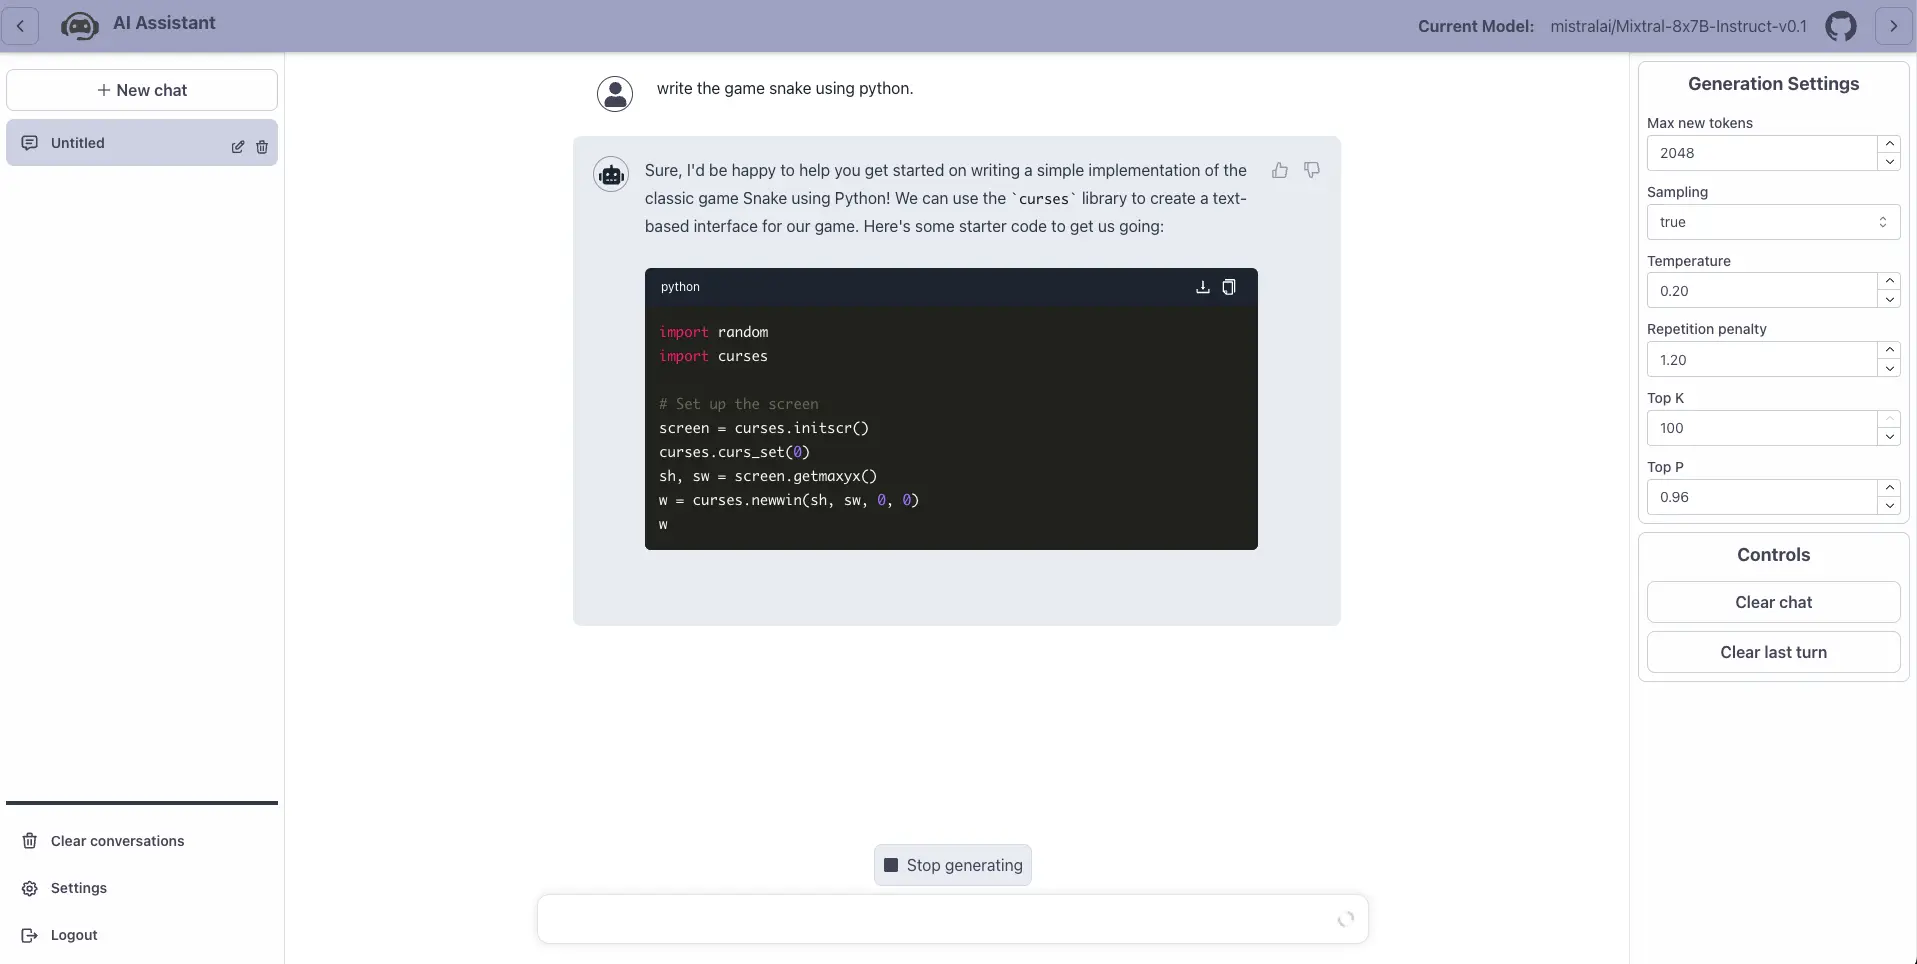 AI Assistant
Current Model: mistralai/Mixtral-8x7B-Instruct-v0.1
+ New chat
Untitled
Clear conversations
Settings
Logout
write the game snake using python.
Sure, I'd be happy to help you get started on writing a simple implementation of the
classic game Snake using Python! We can use the `curses` library to create a text-
based interface for our game. Here's some starter code to get us going:
python
import random
import curses
# Set up the screen
screen = curses.initscr()
curses.curs_set(0)
sh, sw = screen.getmaxyx()
w = curses.newwin(sh, sw, 0, 0)
w
Stop generating
Generation Settings
Max new tokens
2048
Sampling
true
Temperature
0.20
Repetition penalty
1.20
Top K
100
Top P
0.96
Controls
Clear chat
Clear last turn